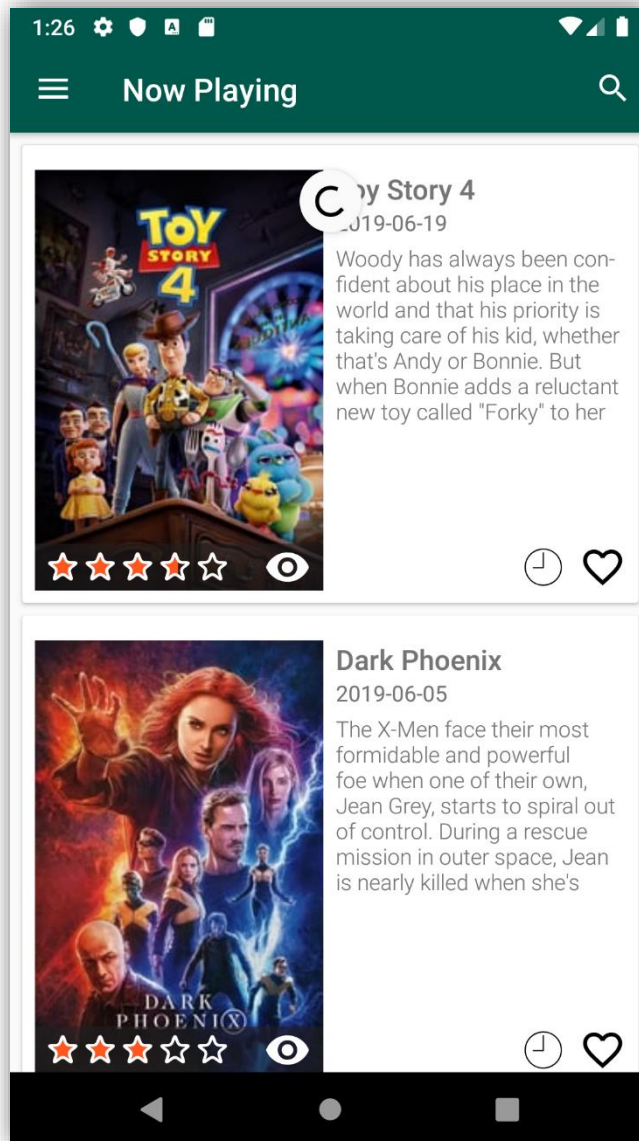 1:26
Now Playing
TOY
STORY
4
oy Story 4
2019-06-19
Woody has always been con-
fident about his place in the
world and that his priority is
taking care of his kid, whether
that's Andy or Bonnie. But
when Bonnie adds a reluctant
new toy called "Forky" to her
DARK
PHOENIX
Dark Phoenix
2019-06-05
The X-Men face their most
formidable and powerful
foe when one of their own,
Jean Grey, starts to spiral out
of control. During a rescue
mission in outer space, Jean
is nearly killed when she's